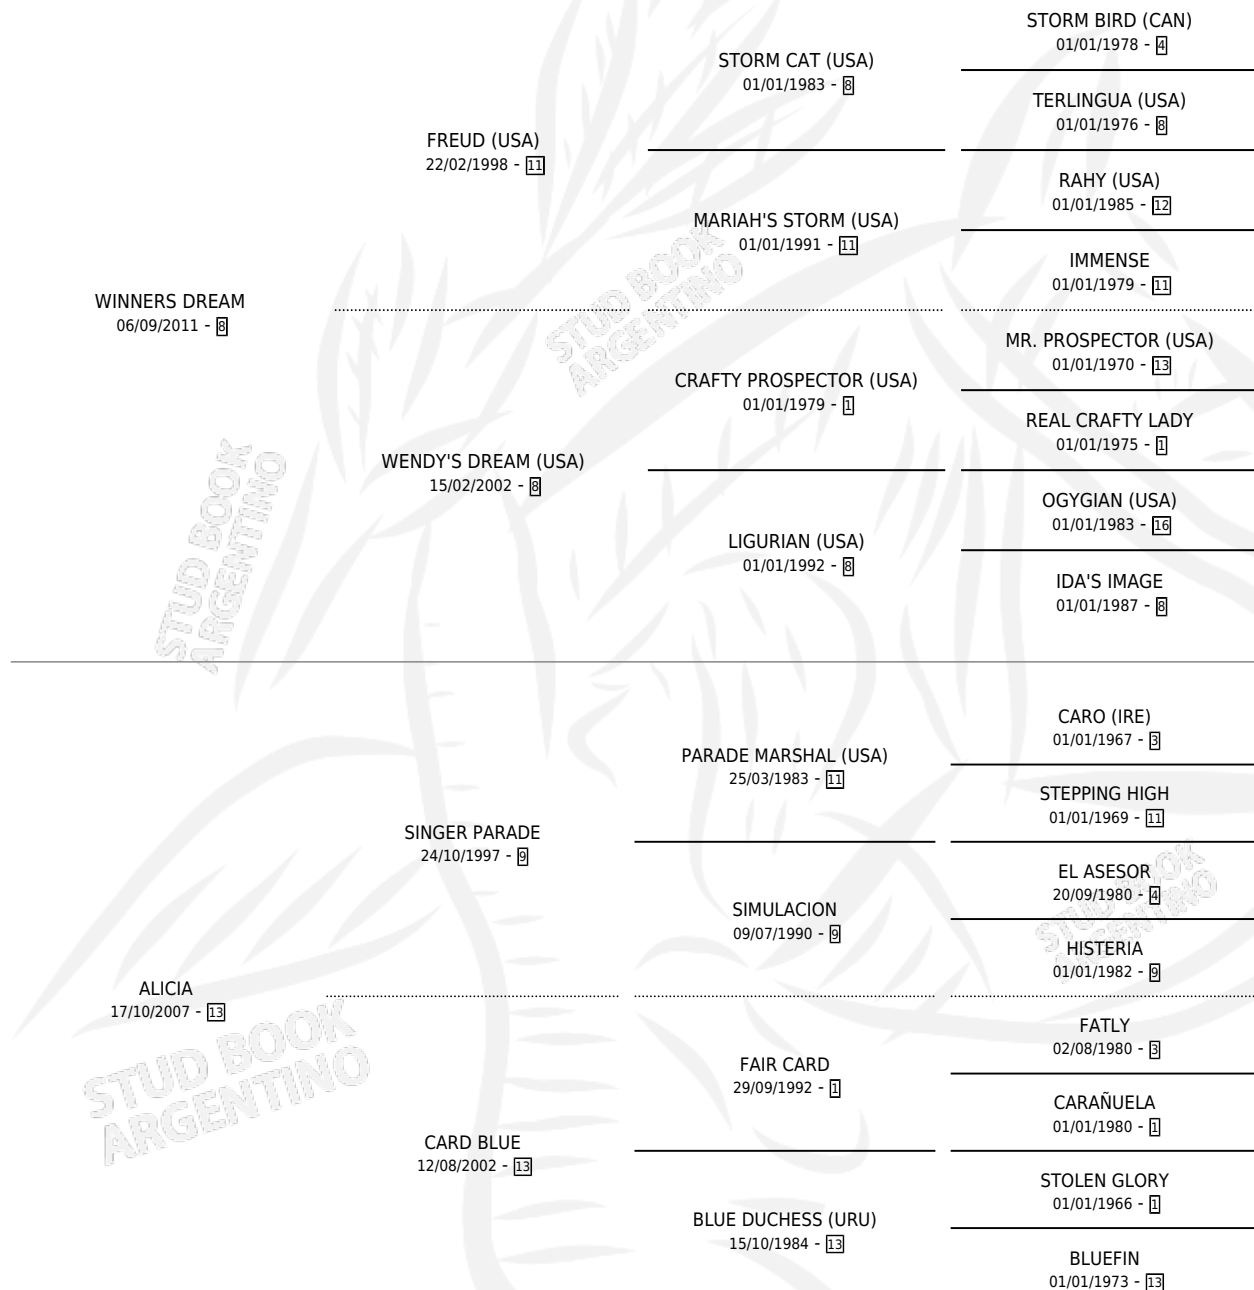 STORM BIRD (CAN)
01/01/1978 - 4
STORM CAT (USA)
01/01/1983 - 8
TERLINGUA (USA)
01/01/1976 - 8
FREUD (USA)
22/02/1998 - 11
RAHY (USA)
01/01/1985 - 12
MARIAH'S STORM (USA)
01/01/1991 - 11
IMMENSE
01/01/1979 - 11
WINNERS DREAM
06/09/2011 - 8
STUD BOOK
ARGENTINO
MR. PROSPECTOR (USA)
01/01/1970 - 13
CRAFTY PROSPECTOR (USA)
01/01/1979 - 1
REAL CRAFTY LADY
01/01/1975 - 1
WENDY'S DREAM (USA)
15/02/2002 - 8
OGYGIAN (USA)
01/01/1983 - 16
LIGURIAN (USA)
01/01/1992 - 8
IDA'S IMAGE
01/01/1987 - 8
STUD BOOK
ARGENTINO
CARO (IRE)
01/01/1967 - 3
PARADE MARSHAL (USA)
25/03/1983 - 11
STEPPING HIGH
01/01/1969 - 11
SINGER PARADE
24/10/1997 - 9
EL ASESOR
20/09/1980 - 4
SIMULACION
09/07/1990 - 9
HISTERIA
01/01/1982 - 9
STUD BOOK
ARGENTINO
ALICIA
17/10/2007 - 13
FATLY
02/08/1980 - 3
FAIR CARD
29/09/1992 - 1
CARAÑUELA
01/01/1980 - 1
STUD BOOK
ARGENTINO
CARD BLUE
12/08/2002 - 13
STOLEN GLORY
01/01/1966 - 1
BLUE DUCHESS (URU)
15/10/1984 - 13
BLUEFIN
01/01/1973 - 13